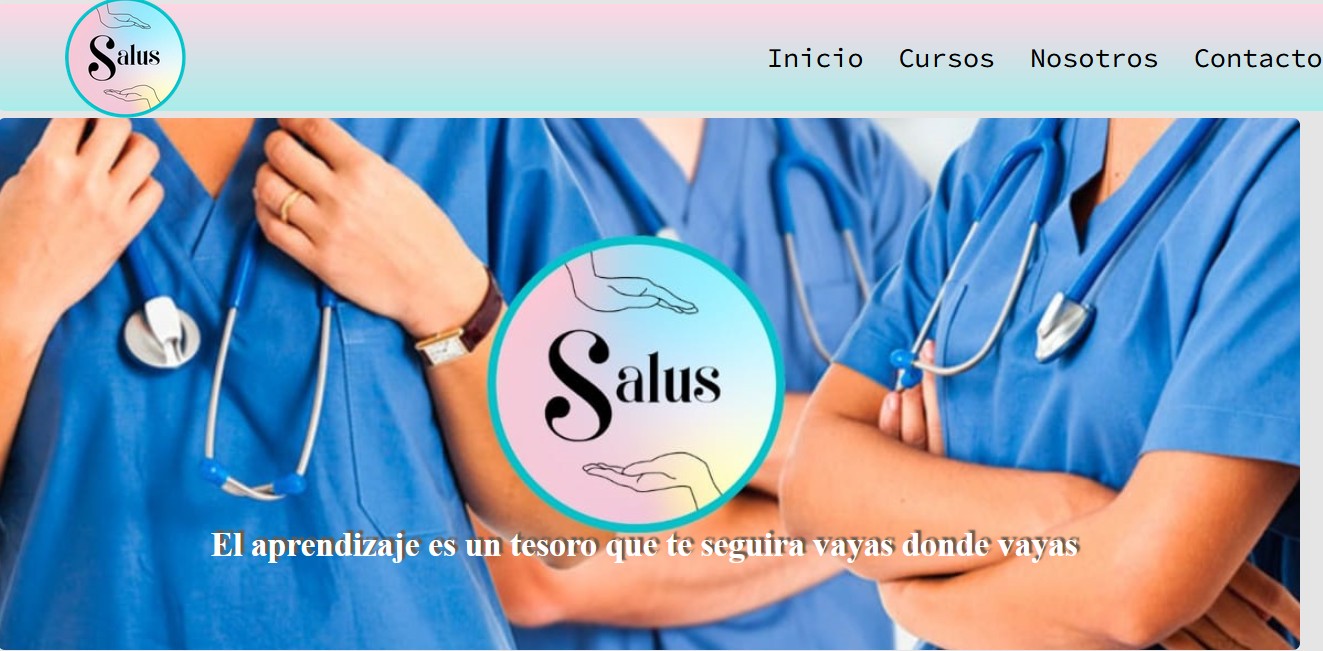 Salus
Inicio Cursos Nosotros Contacto
Salus
El aprendizaje es un tesoro que te seguira vayas donde vayas